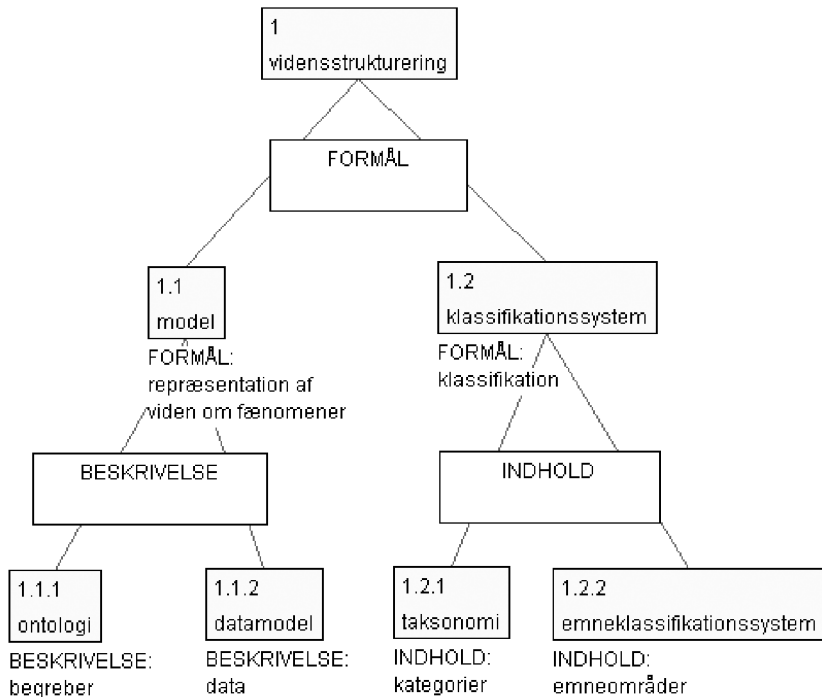 1
vidensstrukturering
FORMÅL
1.1
model
FORMÅL:
repræsentation af
viden om fænomener
1.2
klassifikationssystem
FORMÅL:
klassifikation
BESKRIVELSE
INDHOLD
1.1.1
ontologi
BESKRIVELSE:
begreber
1.1.2
datamodel
BESKRIVELSE:
data
1.2.1
taksonomi
INDHOLD:
kategorier
1.2.2
emneklassifikationssystem
INDHOLD:
emneområder